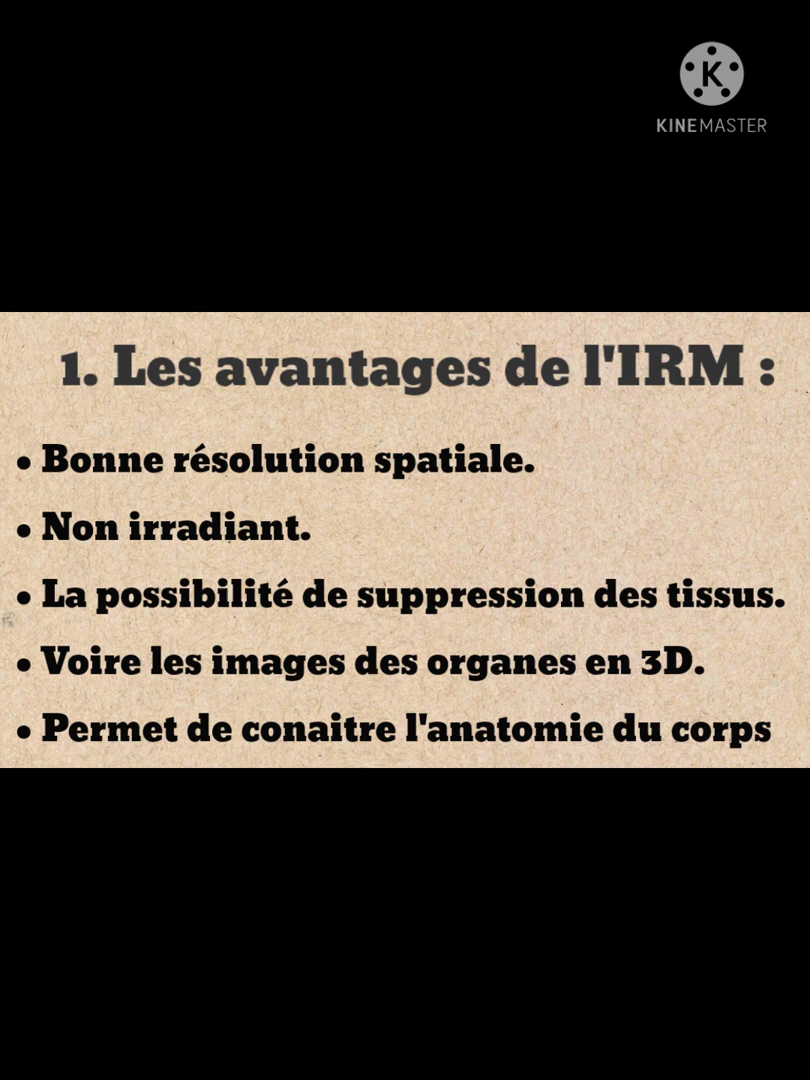 K
KINEMASTER
1. Les avantages de l'IRM :
• Bonne résolution spatiale.
• Non irradiant.
• La possibilité de suppression des tissus.
• Voire les images des organes en 3D.
• Permet de conaitre l'anatomie du corps